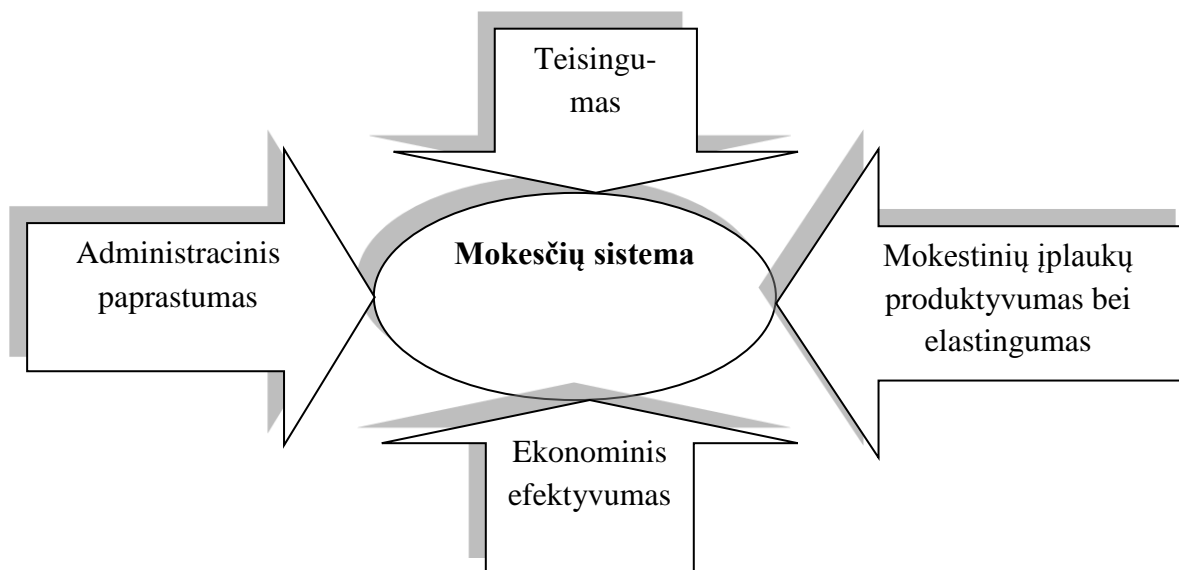 Teisingu-
mas
Administracinis
paprastumas
Mokesčių sistema
Mokestinių įplaukų
produktyvumas bei
elastingumas
Ekonominis
efektyvumas